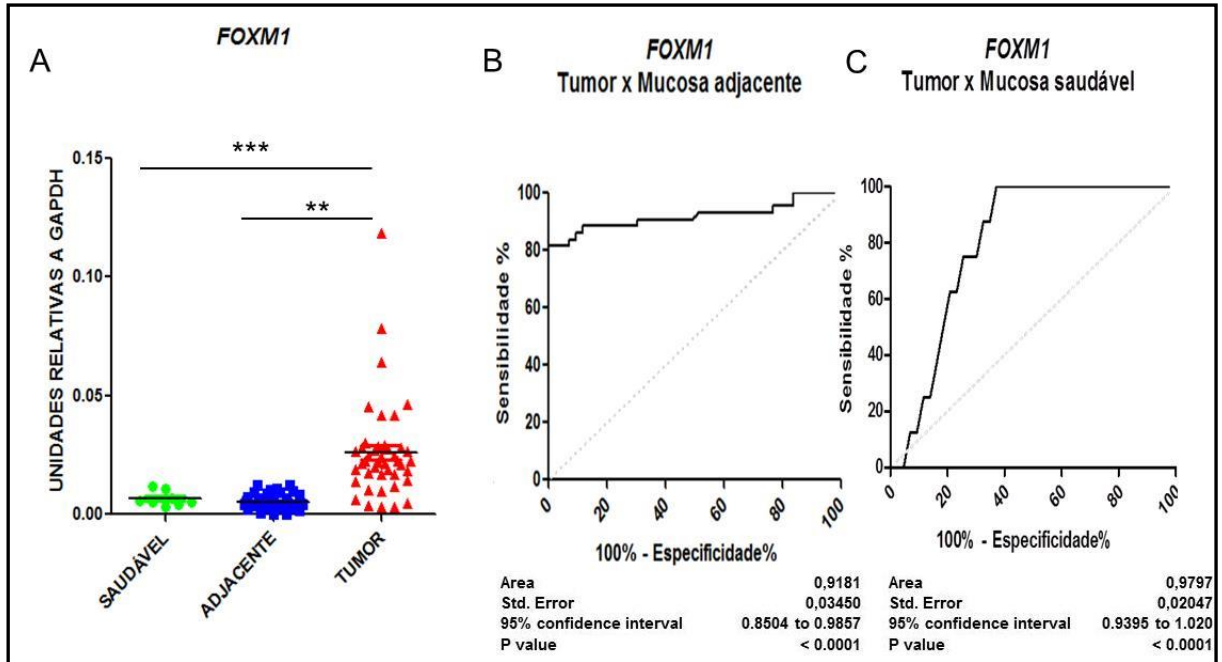 A
FOXM1
UNIDADES RELATIVAS A GAPDH
0.15
0.10
0.05
0.00
***
**
SAUDÁVEL
ADJACENTE
TUMOR
B
FOXM1
Tumor x Mucosa adjacente
Sensibilidade %
100
80
60
40
20
0
0
20
40
60
80
100
100% - Especificidade%
Area 0,9181
Std. Error 0,03450
95% confidence interval 0.8504 to 0.9857
P value < 0.0001
C
FOXM1
Tumor x Mucosa saudável
Sensibilidade %
100
80
60
40
20
0
0
20
40
60
80
100
100% - Especificidade%
Area 0,9797
Std. Error 0,02047
95% confidence interval 0.9395 to 1.020
P value < 0.0001